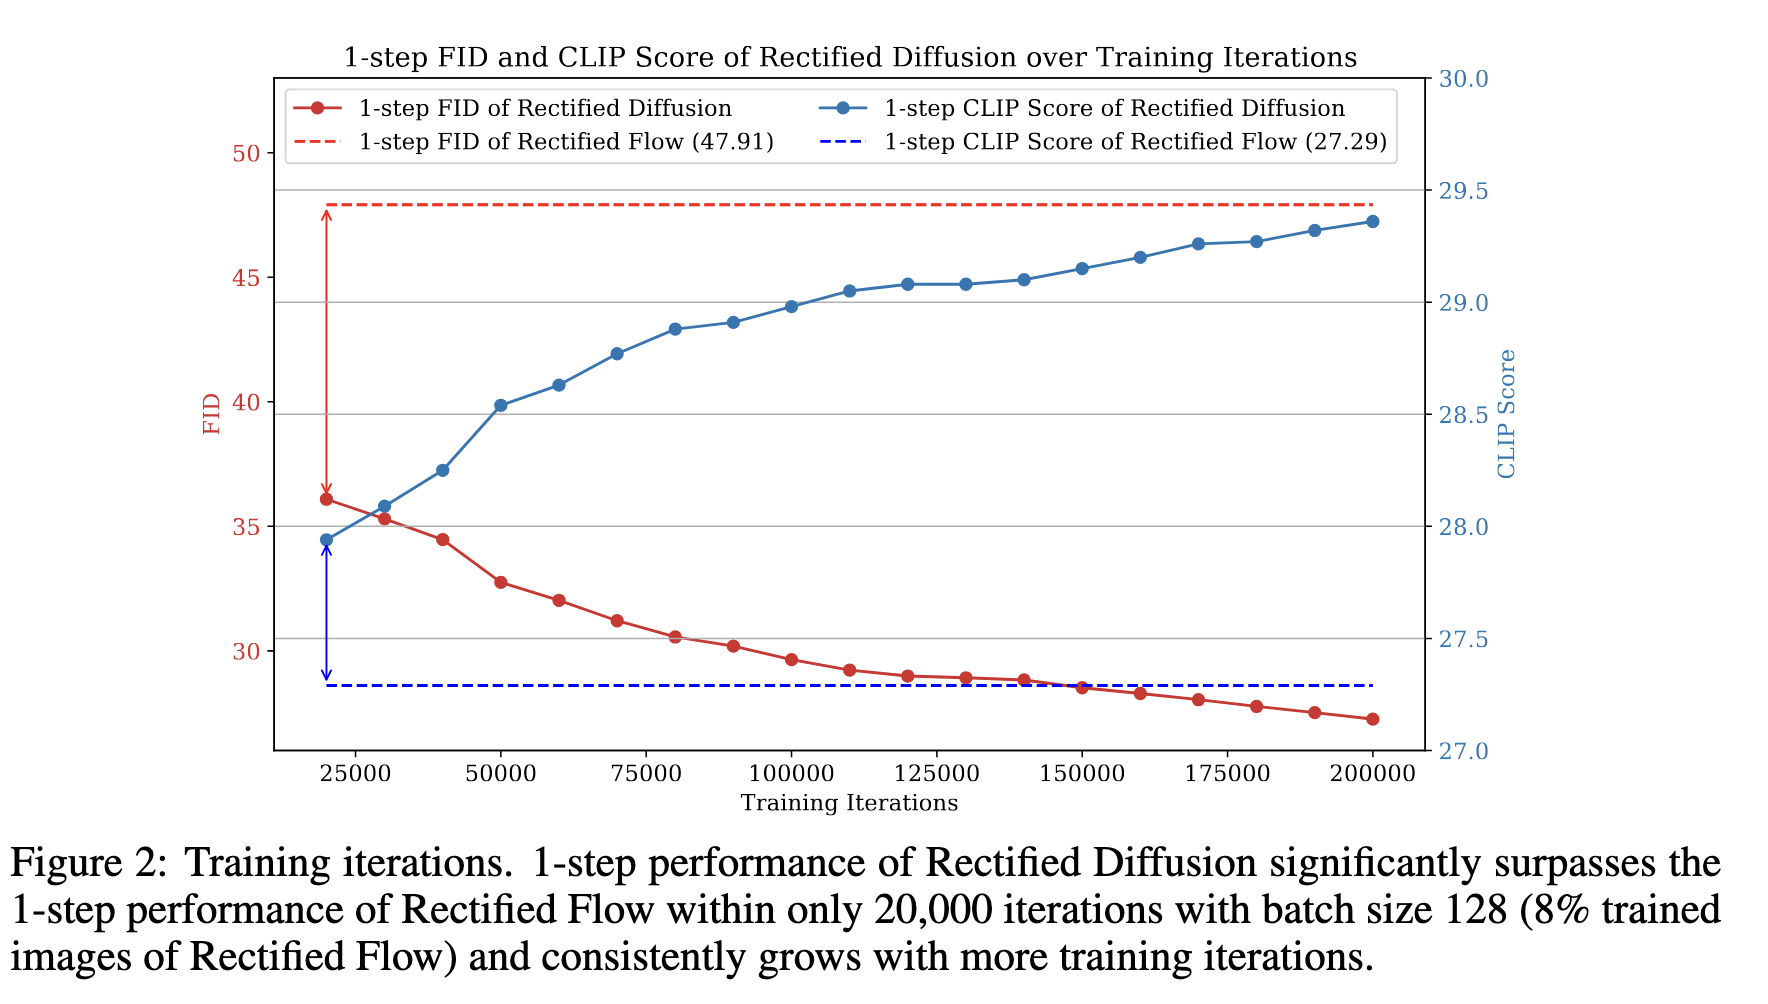 1-step FID and CLIP Score of Rectified Diffusion over Training Iterations
1-step FID of Rectified Diffusion
1-step FID of Rectified Flow (47.91)
1-step CLIP Score of Rectified Diffusion
1-step CLIP Score of Rectified Flow (27.29)
50
45
40
35
30
FID
30.0
29.5
29.0
28.5
28.0
27.5
27.0
CLIP Score
25000 50000 75000 100000 125000 150000 175000 200000
Training Iterations
Figure 2: Training iterations. 1-step performance of Rectified Diffusion significantly surpasses the
1-step performance of Rectified Flow within only 20,000 iterations with batch size 128 (8% trained
images of Rectified Flow) and consistently grows with more training iterations.